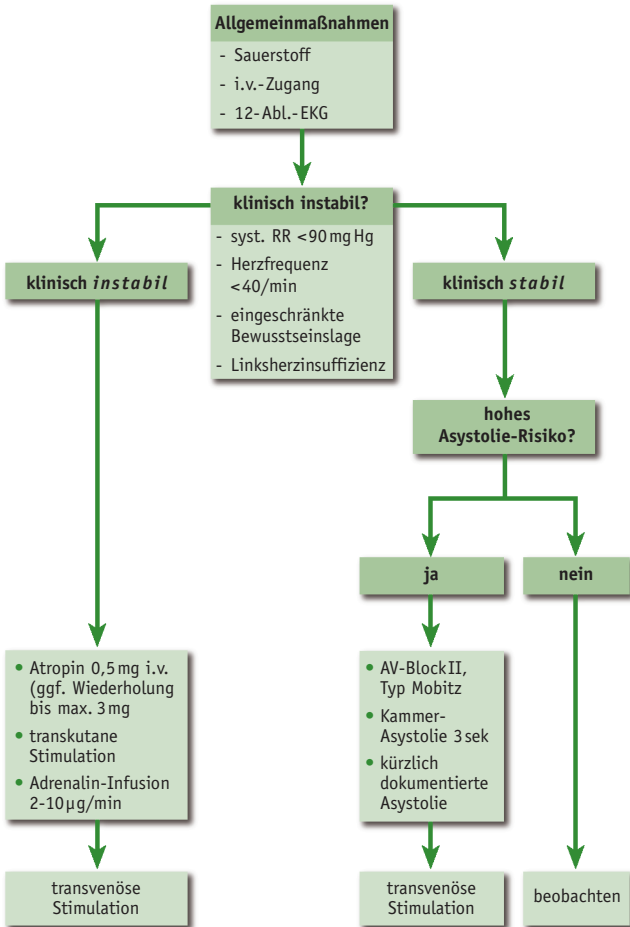 Allgemeinmaßnahmen
- Sauerstoff
- i.v.-Zugang
- 12-Abl.-EKG
klinisch instabil?
- syst. RR <90 mg Hg
- Herzfrequenz
<40/min
- eingeschränkte
Bewusstseinslage
- Linksherzinsuffizienz
klinisch instabil
klinisch stabil
hohes
Asystolie-Risiko?
ja
nein
• Atropin 0,5 mg i.v.
(ggf. Wiederholung
bis max. 3 mg
• transkutane
Stimulation
• Adrenalin-Infusion
2-10 µg/min
• AV-Block II,
Typ Mobitz
• Kammer-
Asystolie 3 sek
• kürzlich
dokumentierte
Asystolie
transvenöse
Stimulation
transvenöse
Stimulation
beobachten